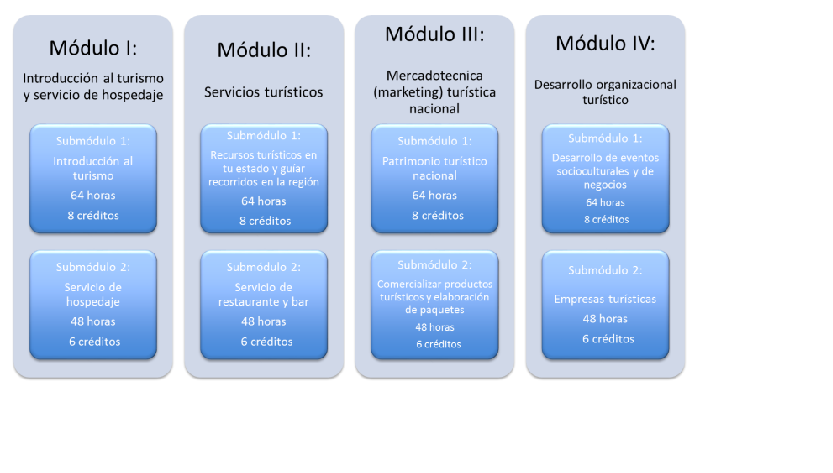 Módulo I:
Introducción al turismo
y servicio de hospedaje
Submódulo 1:
Introducción al
turismo
64 horas
8 créditos
Submódulo 2:
Servicio de
hospedaje
48 horas
6 créditos
Módulo II:
Servicios turísticos
Submódulo 1:
Recursos turísticos en
tu estado y guíar
recorridos en la región
64 horas
8 créditos
Submódulo 2:
Servicio de
restaurante y bar
48 horas
6 créditos
Módulo III:
Mercadotecnica
(marketing) turística
nacional
Submódulo 1:
Patrimonio turístico
nacional
64 horas
8 créditos
Submódulo 2:
Comercializar productos
turísticos y elaboración
de paquetes
48 horas
6 créditos
Módulo IV:
Desarrollo organizacional
turístico
Submódulo 1:
Desarrollo de eventos
socioculturales y de
negocios
64 horas
8 créditos
Submódulo 2:
Empresas turísticas
48 horas
6 créditos